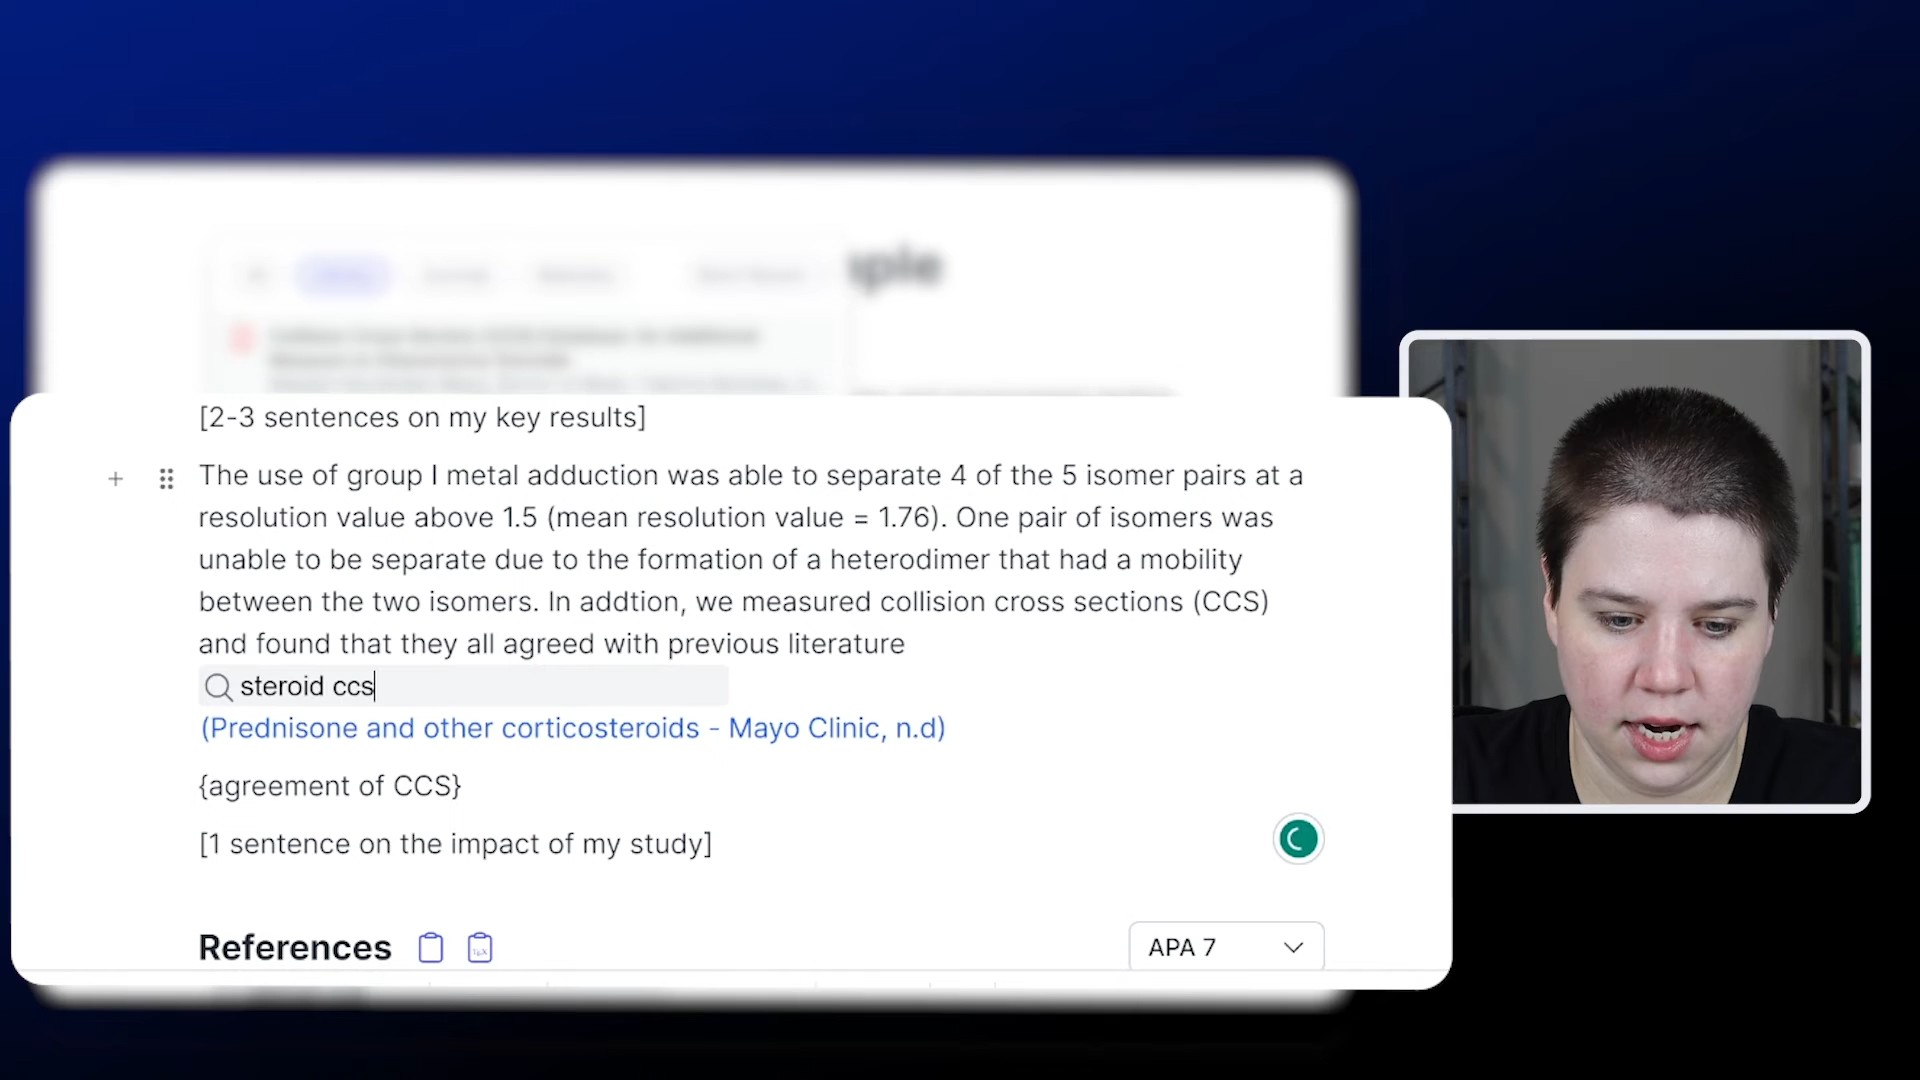 [2-3 sentences on my key results]
The use of group I metal adduction was able to separate 4 of the 5 isomer pairs at a
resolution value above 1.5 (mean resolution value = 1.76). One pair of isomers was
unable to be separate due to the formation of a heterodimer that had a mobility
between the two isomers. In addtion, we measured collision cross sections (CCS)
and found that they all agreed with previous literature
steroid ccs
(Prednisone and other corticosteroids - Mayo Clinic, n.d)
{agreement of CCS}
[1 sentence on the impact of my study]
References
APA 7